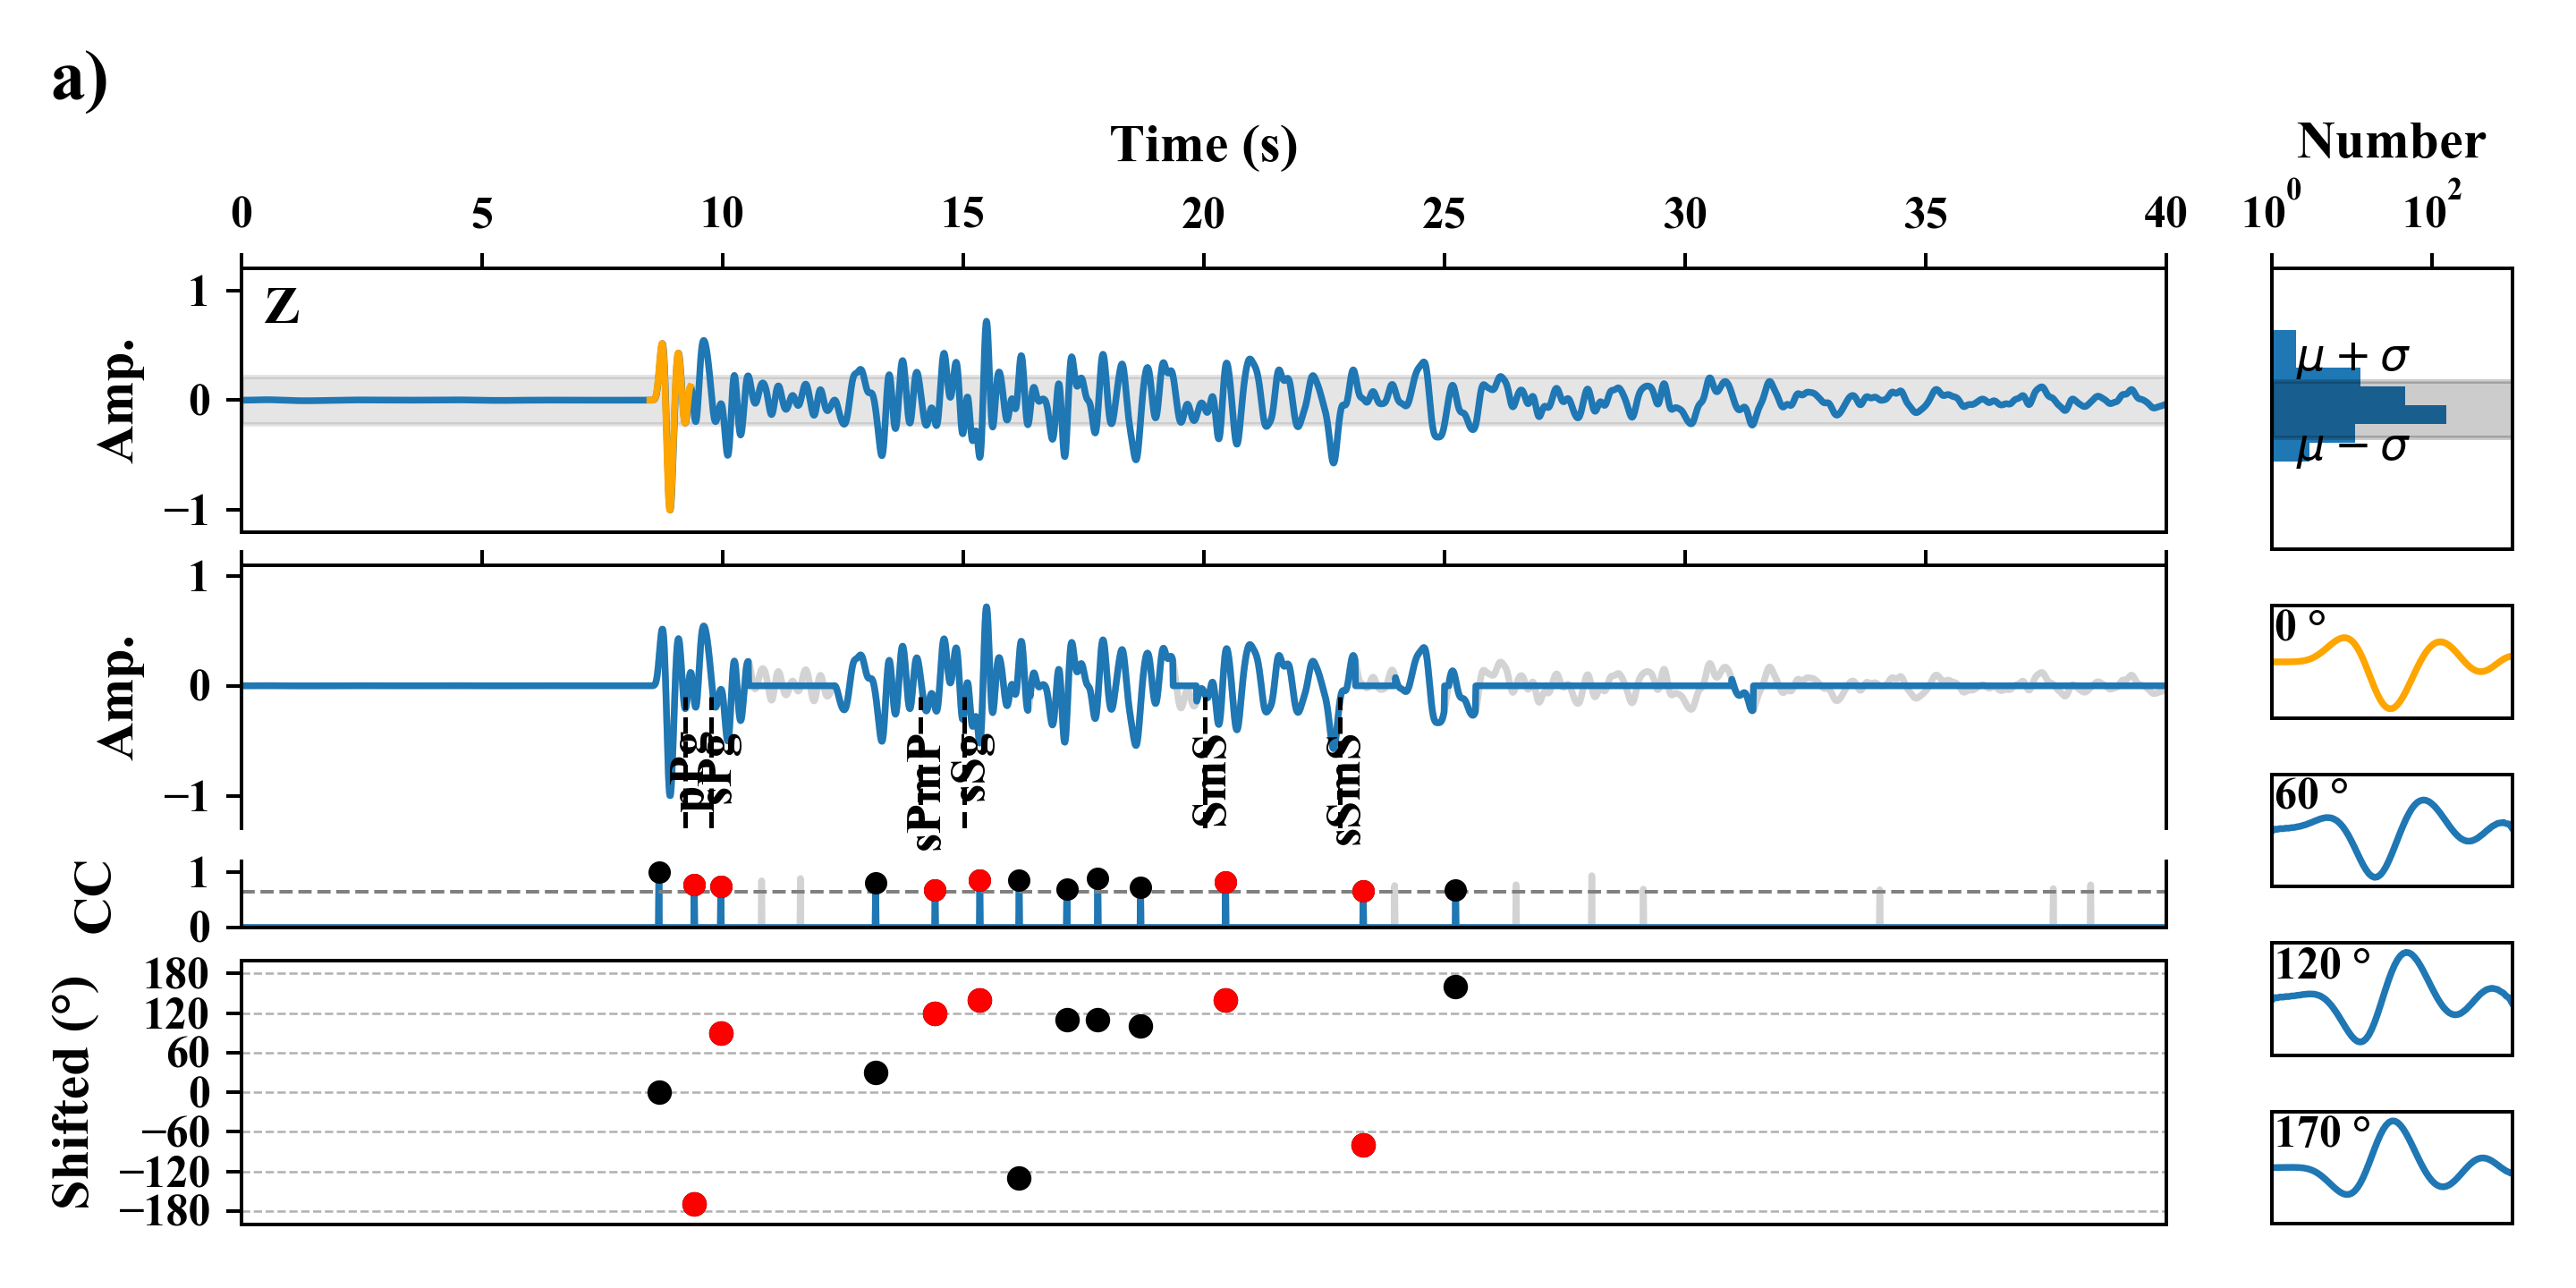 a)
Time (s)
Number
0 5 10 15 20 25 30 35 40
10^0 10^2
Amp.
1
0
−1
Z
μ + σ
μ − σ
Amp.
1
0
−1
pPg
sPg
sPmP
sSg
SmS
sSmS
0 °
60 °
CC
1
0
120 °
Shifted (°)
180
120
60
0
−60
−120
−180
170 °